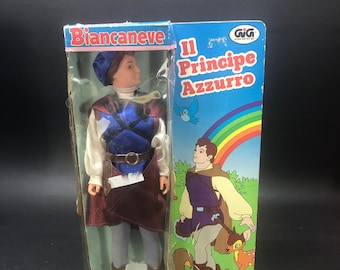 Biancaneve
GiG
Il
Principe
Azzurro